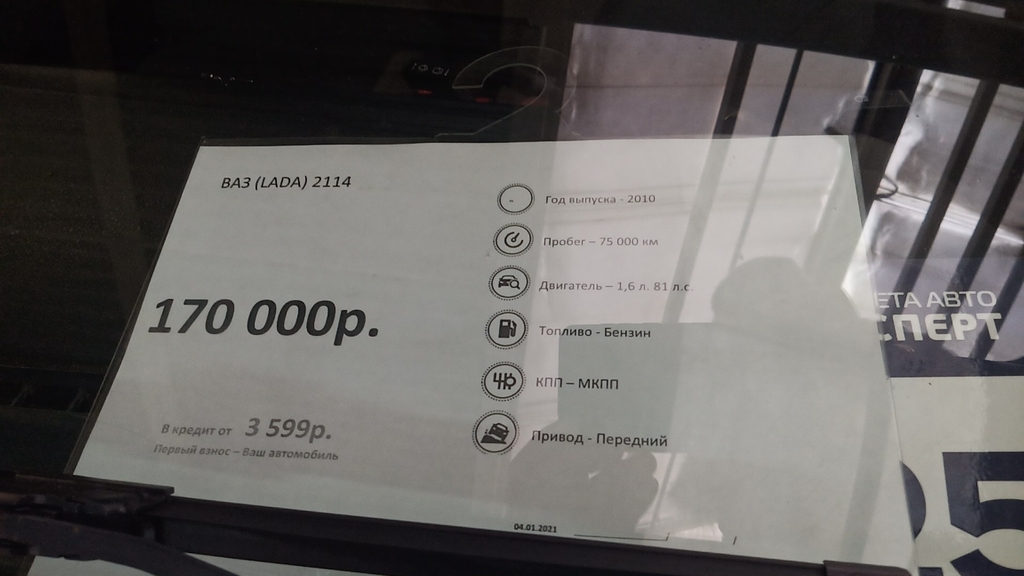 ВАЗ (LADA) 2114
170 000р.
В кредит от 3 599р.
Первый взнос – Ваш автомобиль
Год выпуска - 2010
Пробег – 75 000 км
Двигатель – 1,6 л. 81 л.с.
Топливо - Бензин
КПП – МКПП
Привод - Передний
04.01.2021
ЕТА АВТО
СПЕРТ
5